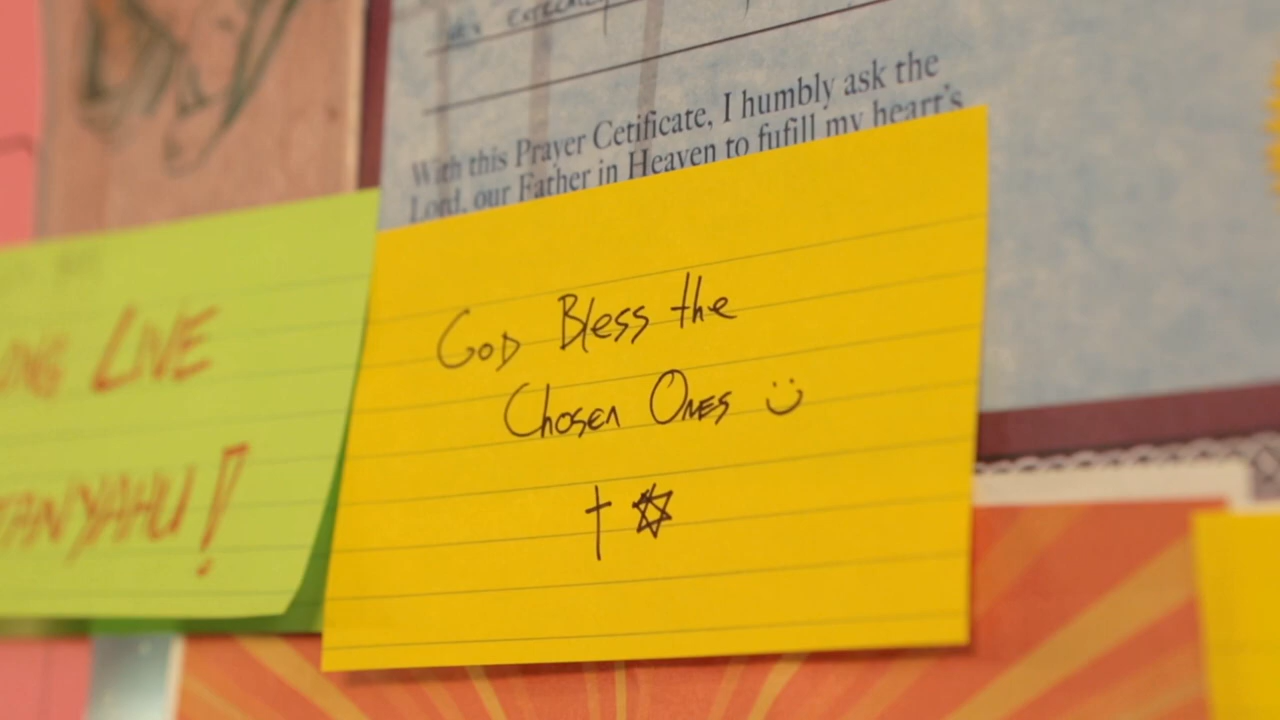 With this Prayer Cetificate, I humbly ask the
Lord, our Father in Heaven to fufill my heart's
LIVE
TANYAHU!
God Bless the
Chosen Ones